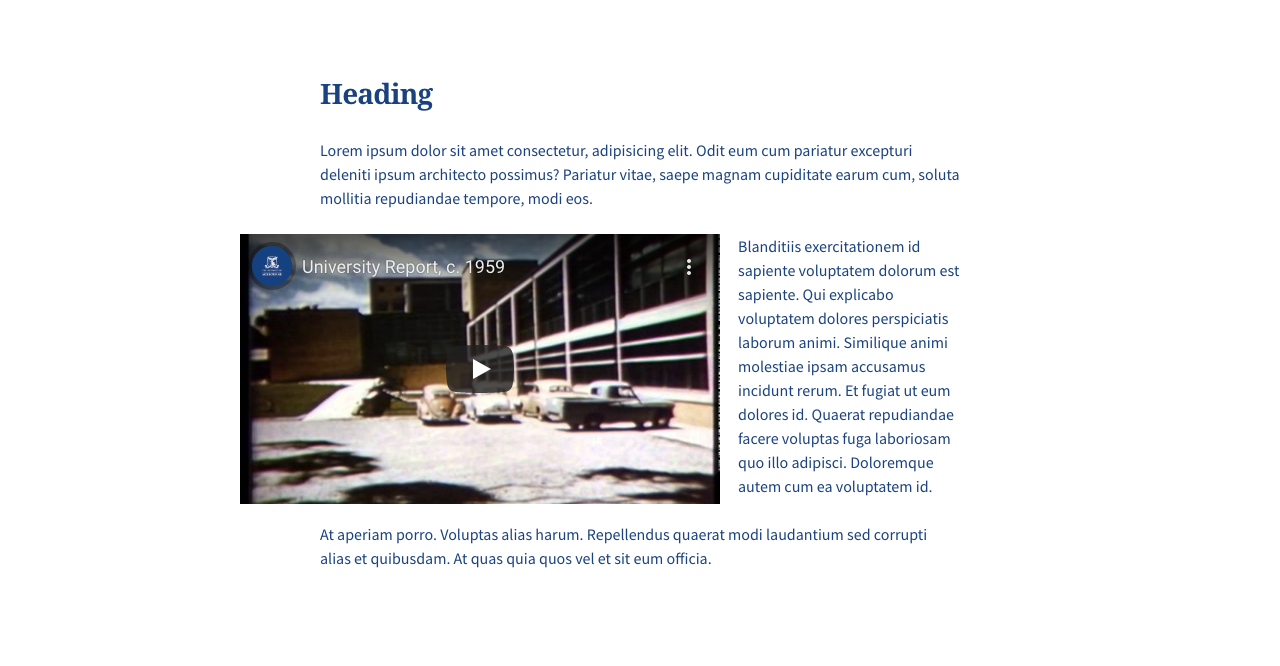 Heading
Lorem ipsum dolor sit amet consectetur, adipisicing elit. Odit eum cum pariatur excepturi
deleniti ipsum architecto possimus? Pariatur vitae, saepe magnam cupiditate earum cum, soluta
mollitia repudiandae tempore, modi eos.
University Report, c. 1959
Blanditiis exercitationem id
sapiente voluptatem dolorum est
sapiente. Qui explicabo
voluptatem dolores perspiciatis
laborum animi. Similique animi
molestiae ipsam accusamus
incidunt rerum. Et fugiat ut eum
dolores id. Quaerat repudiandae
facere voluptas fuga laboriosam
quo illo adipisci. Doloremque
autem cum ea voluptatem id.
At aperiam porro. Voluptas alias harum. Repellendus quaerat modi laudantium sed corrupti
alias et quibusdam. At quas quia quos vel et sit eum officia.